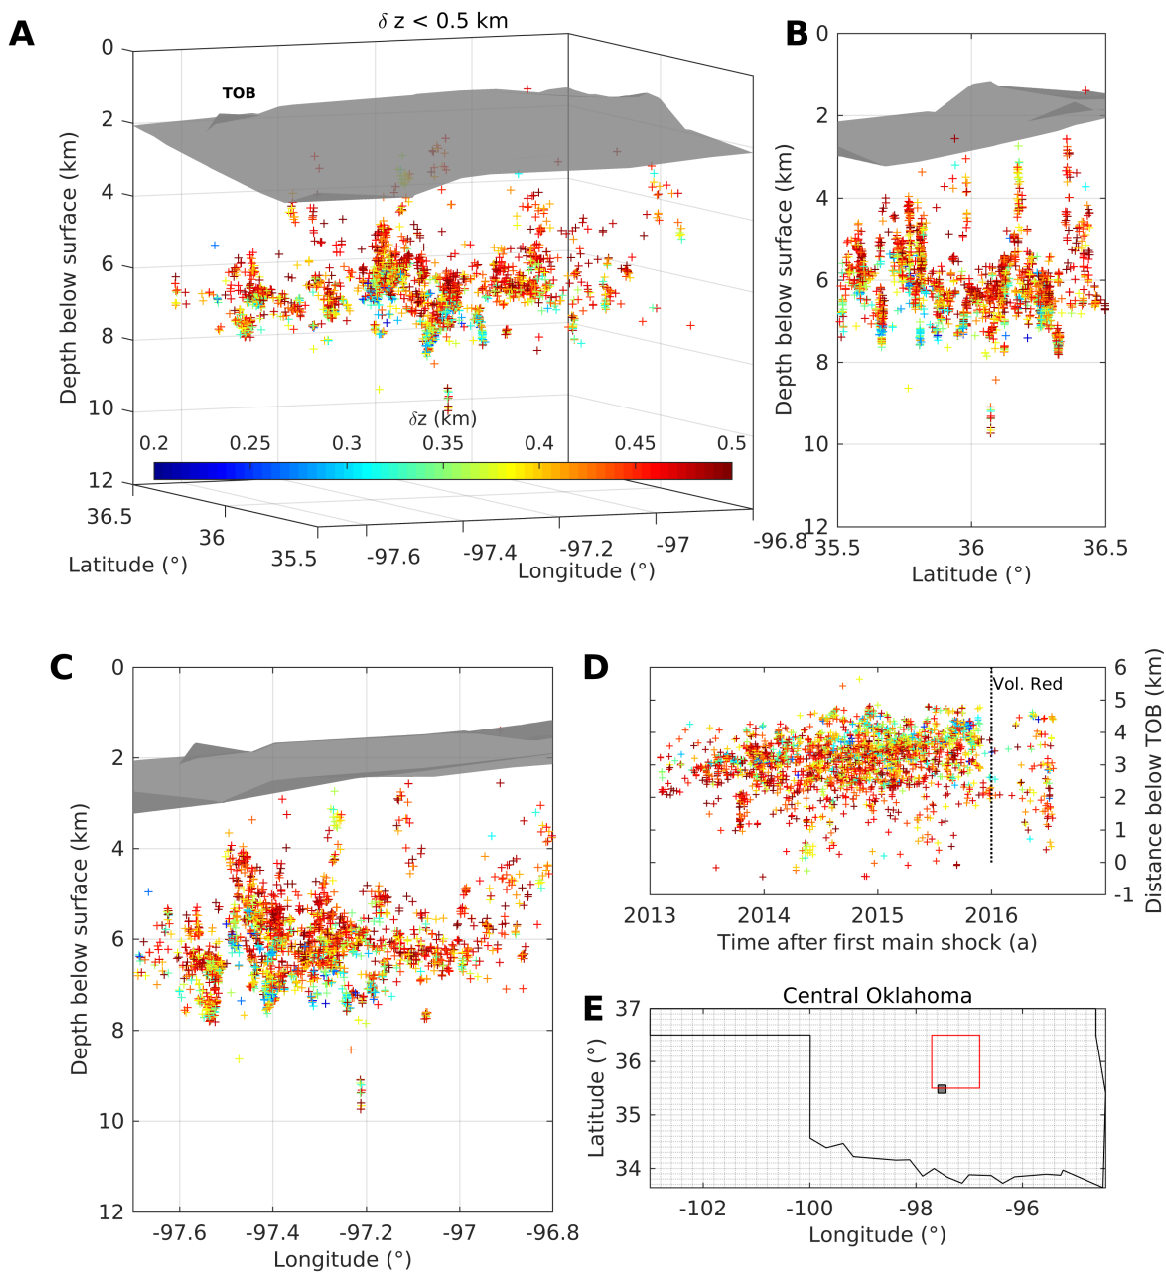 A
δ z < 0.5 km
TOB
0
2
4
6
8
10
12
Depth below surface (km)
δz (km)
0.2 0.25 0.3 0.35 0.4 0.45 0.5
36.5
36
35.5
Latitude (°)
-97.6 -97.4 -97.2 -97 -96.8
Longitude (°)
B
0
2
4
6
8
10
12
Depth below surface (km)
35.5 36 36.5
Latitude (°)
C
0
2
4
6
8
10
12
Depth below surface (km)
-97.6 -97.4 -97.2 -97 -96.8
Longitude (°)
D
Vol. Red
6
5
4
3
2
1
0
-1
Distance below TOB (km)
2013 2014 2015 2016
Time after first main shock (a)
E
Central Oklahoma
37
36
35
34
Latitude (°)
-102 -100 -98 -96
Longitude (°)